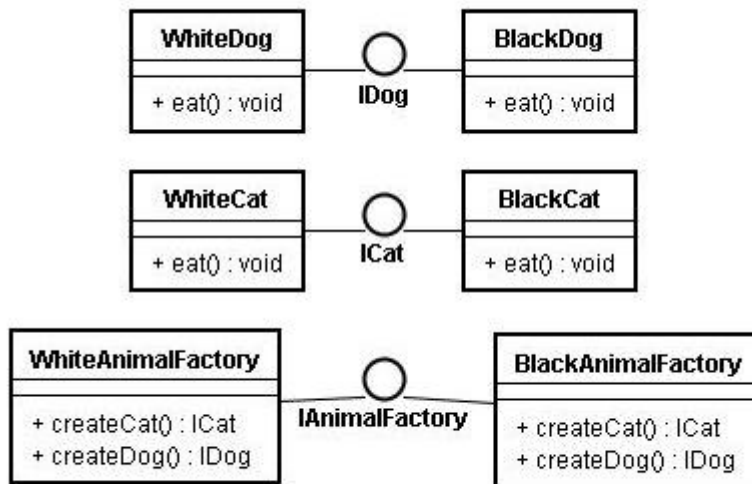 WhiteDog
+ eat() : void
IDog
BlackDog
+ eat() : void
WhiteCat
+ eat() : void
ICat
BlackCat
+ eat() : void
WhiteAnimalFactory
+ createCat() : ICat
+ createDog() : IDog
IAnimalFactory
BlackAnimalFactory
+ createCat() : ICat
+ createDog() : IDog